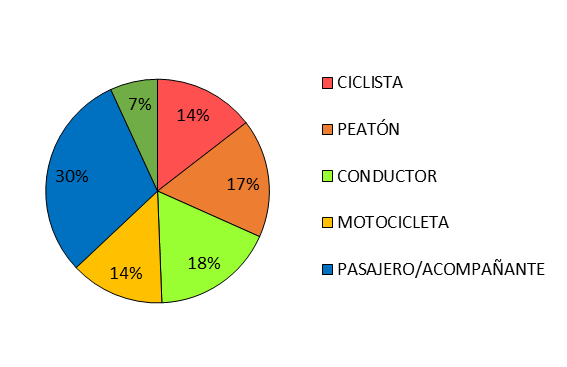 7%
14%
17%
18%
14%
30%
CICLISTA
PEATÓN
CONDUCTOR
MOTOCICLETA
PASAJERO/ACOMPAÑANTE